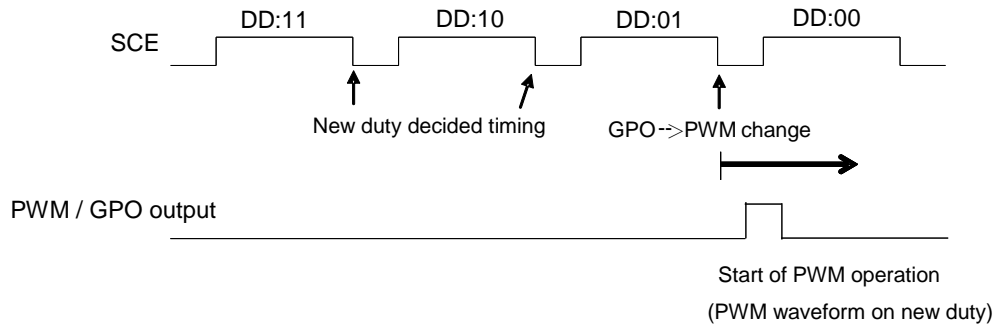 DD:11 DD:10 DD:01 DD:00
SCE
New duty decided timing GPO-->PWM change
PWM / GPO output
Start of PWM operation
(PWM waveform on new duty)